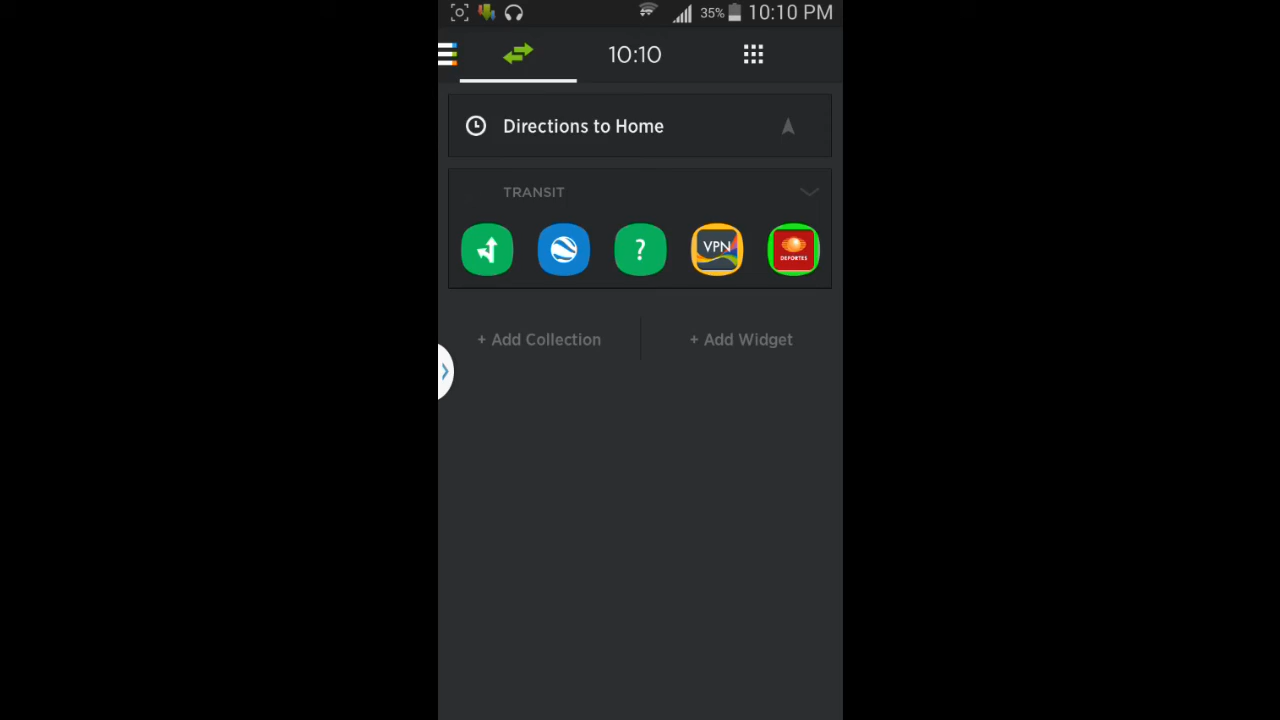 35% 10:10 PM
10:10
Directions to Home
TRANSIT
? VPN DEPORTES
+ Add Collection + Add Widget